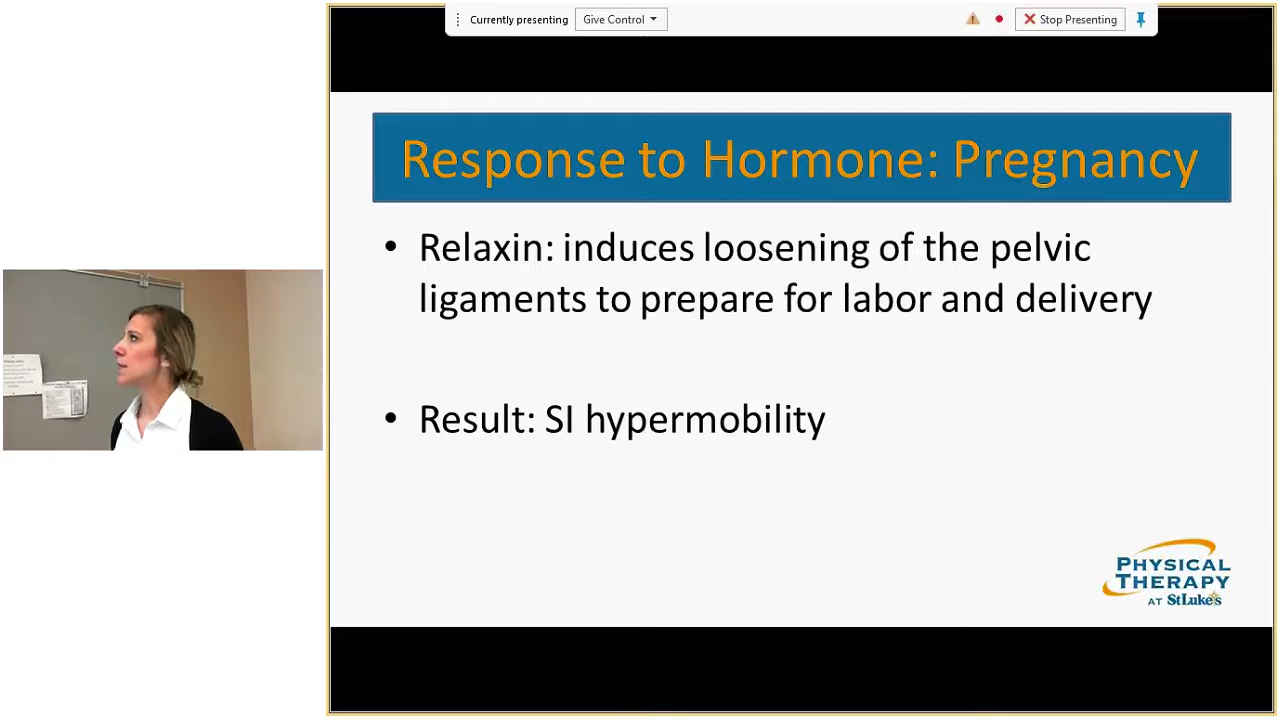 Currently presenting
Give Control
Stop Presenting
Response to Hormone: Pregnancy
• Relaxin: induces loosening of the pelvic
ligaments to prepare for labor and delivery
• Result: SI hypermobility
PHYSICAL
THERAPY
AT StLuke's